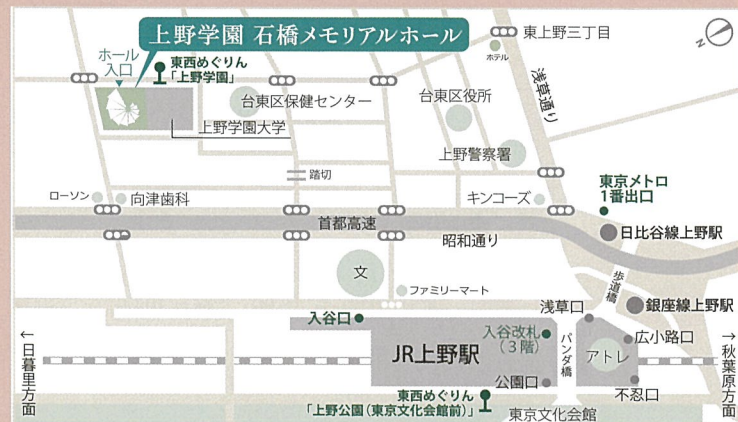 上野学園 石橋メモリアルホール
ホール
入口
東西めぐりん
「上野学園」
東上野三丁目
ホテル
N
浅草通り
台東区保健センター
台東区役所
上野学園大学
上野警察署
踏切
ローソン
向津歯科
キンコーズ
東京メトロ
1番出口
首都高速
昭和通り
日比谷線上野駅
文
ファミリーマート
歩道橋
浅草口
銀座線上野駅
入谷口
入谷改札
（3階）
JR上野駅
パンダ橋
アトレ
広小路口
←日暮里方面
→秋葉原方面
公園口
不忍口
東西めぐりん
「上野公園（東京文化会館前）」
東京文化会館